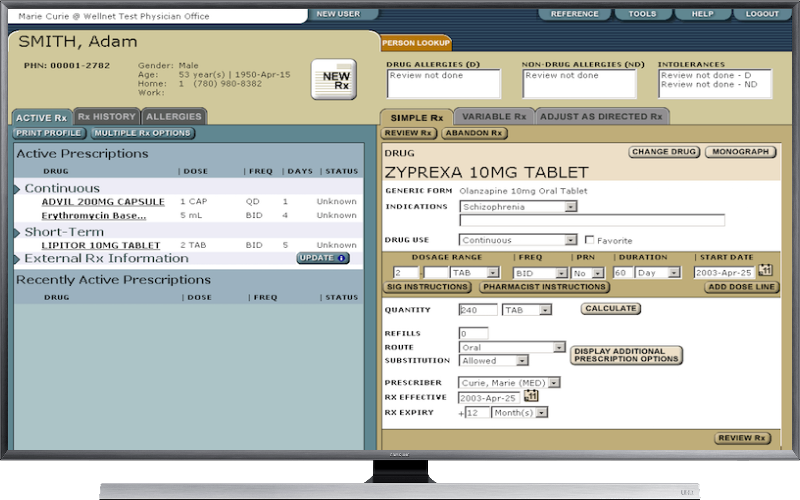 Marie Curie @ Wellnet Test Physician Office
NEW USER
REFERENCE TOOLS HELP LOGOUT
SMITH, Adam
PHN: 00001-2782
Gender: Male
Age: 53 year(s) | 1950-Apr-15
Home: 1 (780) 980-8382
Work:
NEW Rx
PERSON LOOKUP
DRUG ALLERGIES (D)
Review not done
NON-DRUG ALLERGIES (ND)
Review not done
INTOLERANCES
Review not done - D
Review not done - ND
ACTIVE Rx Rx HISTORY ALLERGIES
PRINT PROFILE MULTIPLE Rx OPTIONS
Active Prescriptions
DRUG | DOSE | FREQ | DAYS | STATUS
Continuous
ADVIL 200MG CAPSULE 1 CAP QD 1 Unknown
Erythromycin Base... 5 mL BID 4 Unknown
Short-Term
LIPITOR 10MG TABLET 2 TAB BID 5 Unknown
External Rx Information UPDATE
Recently Active Prescriptions
DRUG | DOSE | FREQ | STATUS
SIMPLE Rx VARIABLE Rx ADJUST AS DIRECTED Rx
REVIEW Rx ABANDON Rx
DRUG CHANGE DRUG MONOGRAPH
ZYPREXA 10MG TABLET
GENERIC FORM Olanzapine 10mg Oral Tablet
INDICATIONS Schizophrenia
DRUG USE Continuous Favorite
DOSAGE RANGE | FREQ | PRN | DURATION | START DATE
2 - TAB BID No 60 Day 2003-Apr-25
SIG INSTRUCTIONS PHARMACIST INSTRUCTIONS ADD DOSE LINE
QUANTITY 240 TAB CALCULATE
REFILLS 0
ROUTE Oral
SUBSTITUTION Allowed
DISPLAY ADDITIONAL
PRESCRIPTION OPTIONS
PRESCRIBER Curie, Marie (MED)
RX EFFECTIVE 2003-Apr-25
RX EXPIRY +12 Month(s)
REVIEW Rx